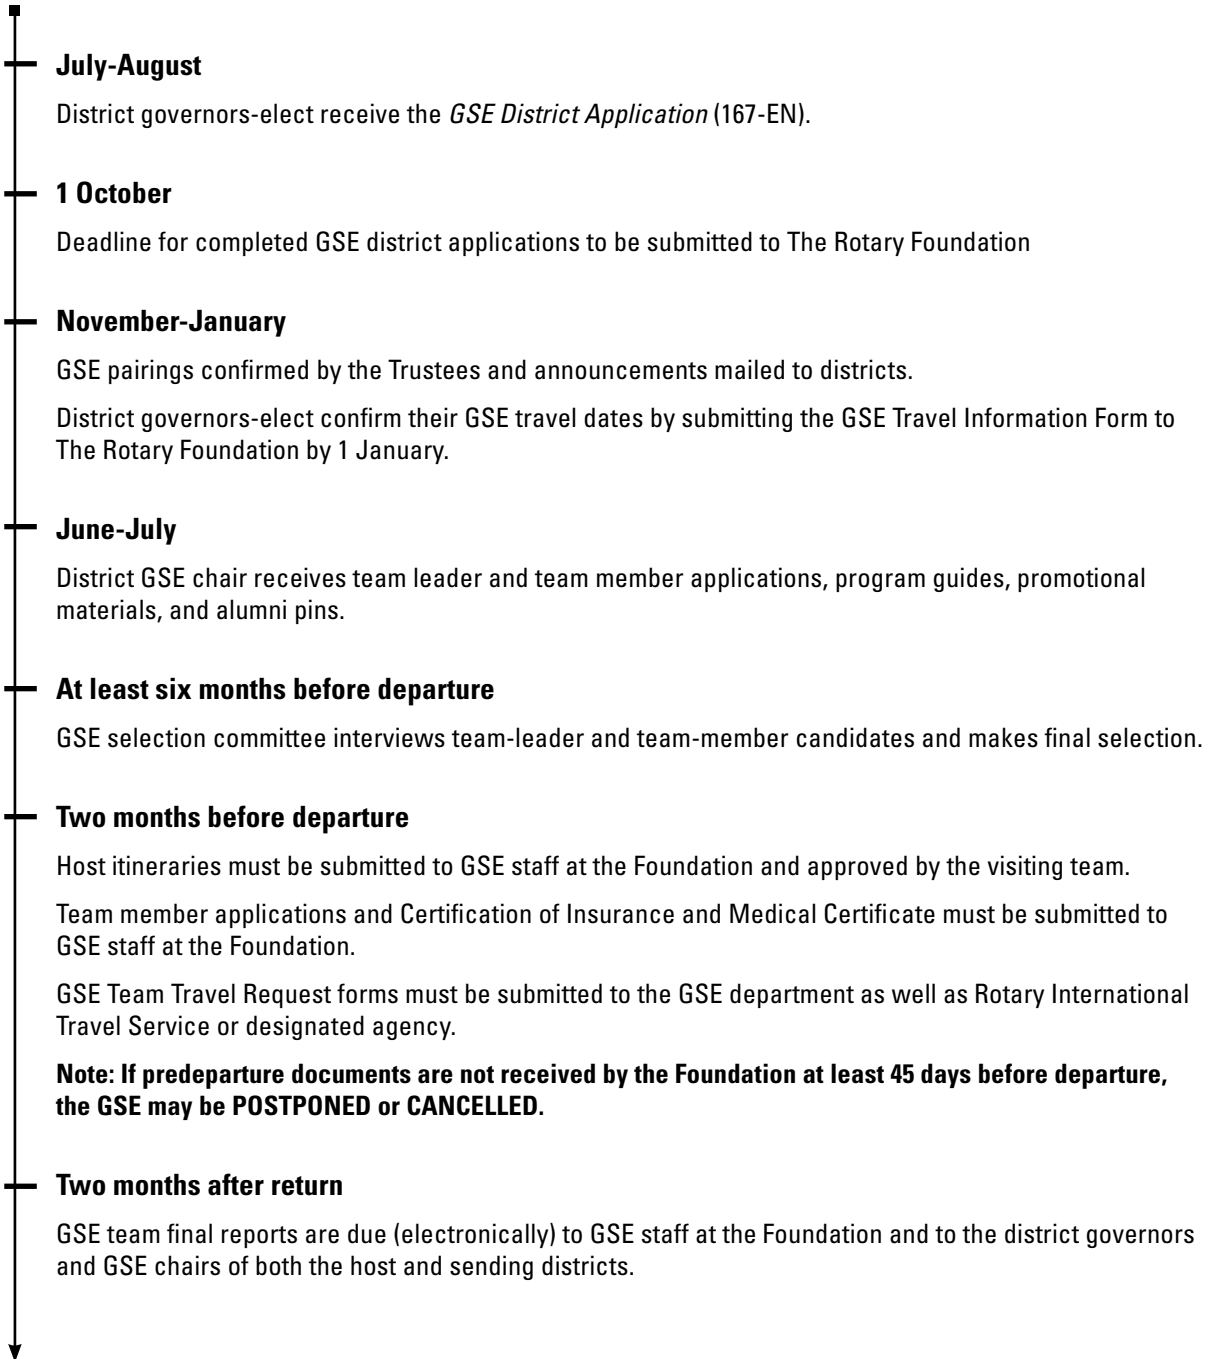 July-August
District governors-elect receive the GSE District Application (167-EN).
1 October
Deadline for completed GSE district applications to be submitted to The Rotary Foundation
November-January
GSE pairings confirmed by the Trustees and announcements mailed to districts.
District governors-elect confirm their GSE travel dates by submitting the GSE Travel Information Form to
The Rotary Foundation by 1 January.
June-July
District GSE chair receives team leader and team member applications, program guides, promotional
materials, and alumni pins.
At least six months before departure
GSE selection committee interviews team-leader and team-member candidates and makes final selection.
Two months before departure
Host itineraries must be submitted to GSE staff at the Foundation and approved by the visiting team.
Team member applications and Certification of Insurance and Medical Certificate must be submitted to
GSE staff at the Foundation.
GSE Team Travel Request forms must be submitted to the GSE department as well as Rotary International
Travel Service or designated agency.
Note: If predeparture documents are not received by the Foundation at least 45 days before departure,
the GSE may be POSTPONED or CANCELLED.
Two months after return
GSE team final reports are due (electronically) to GSE staff at the Foundation and to the district governors
and GSE chairs of both the host and sending districts.